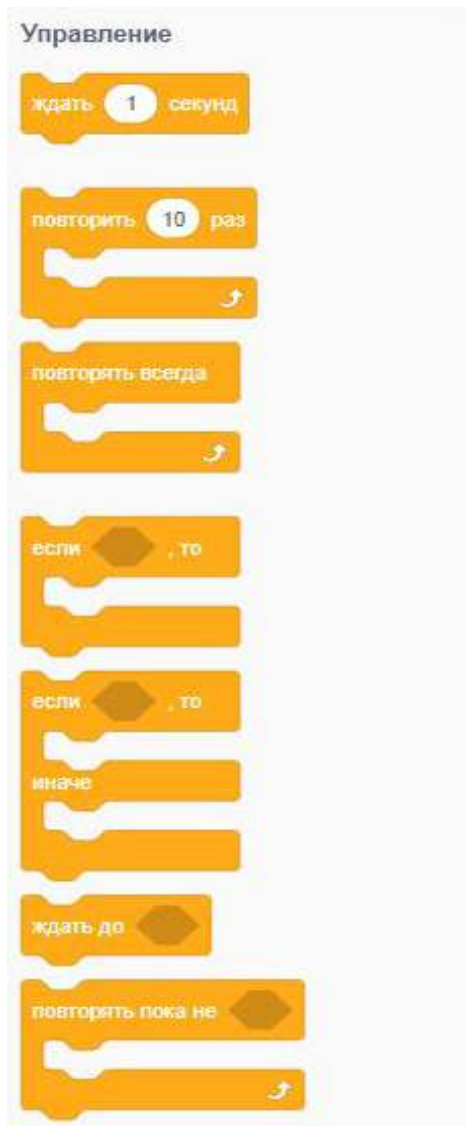 Управление
ждать 1 секунд
повторить 10 раз
повторять всегда
если , то
если , то
иначе
ждать до
повторять пока не